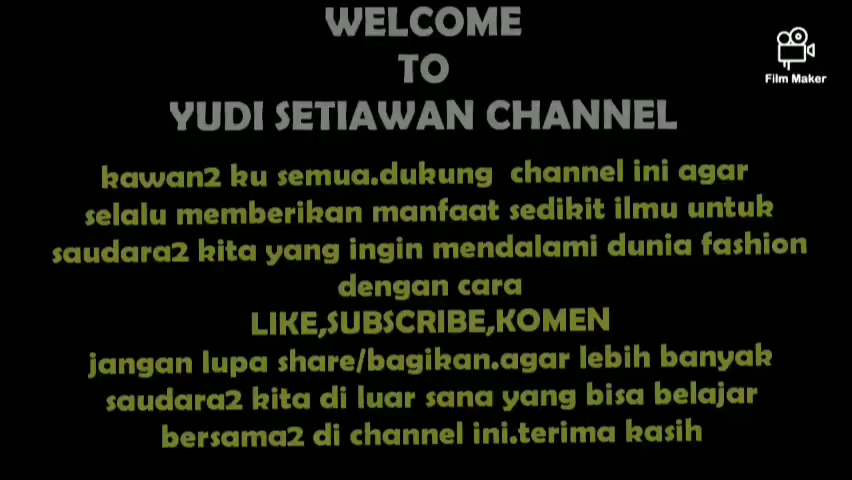 WELCOME
TO
YUDI SETIAWAN CHANNEL
Film Maker
kawan2 ku semua.dukung channel ini agar
selalu memberikan manfaat sedikit ilmu untuk
saudara2 kita yang ingin mendalami dunia fashion
dengan cara
LIKE,SUBSCRIBE,KOMEN
jangan lupa share/bagikan.agar lebih banyak
saudara2 kita di luar sana yang bisa belajar
bersama2 di channel ini.terima kasih